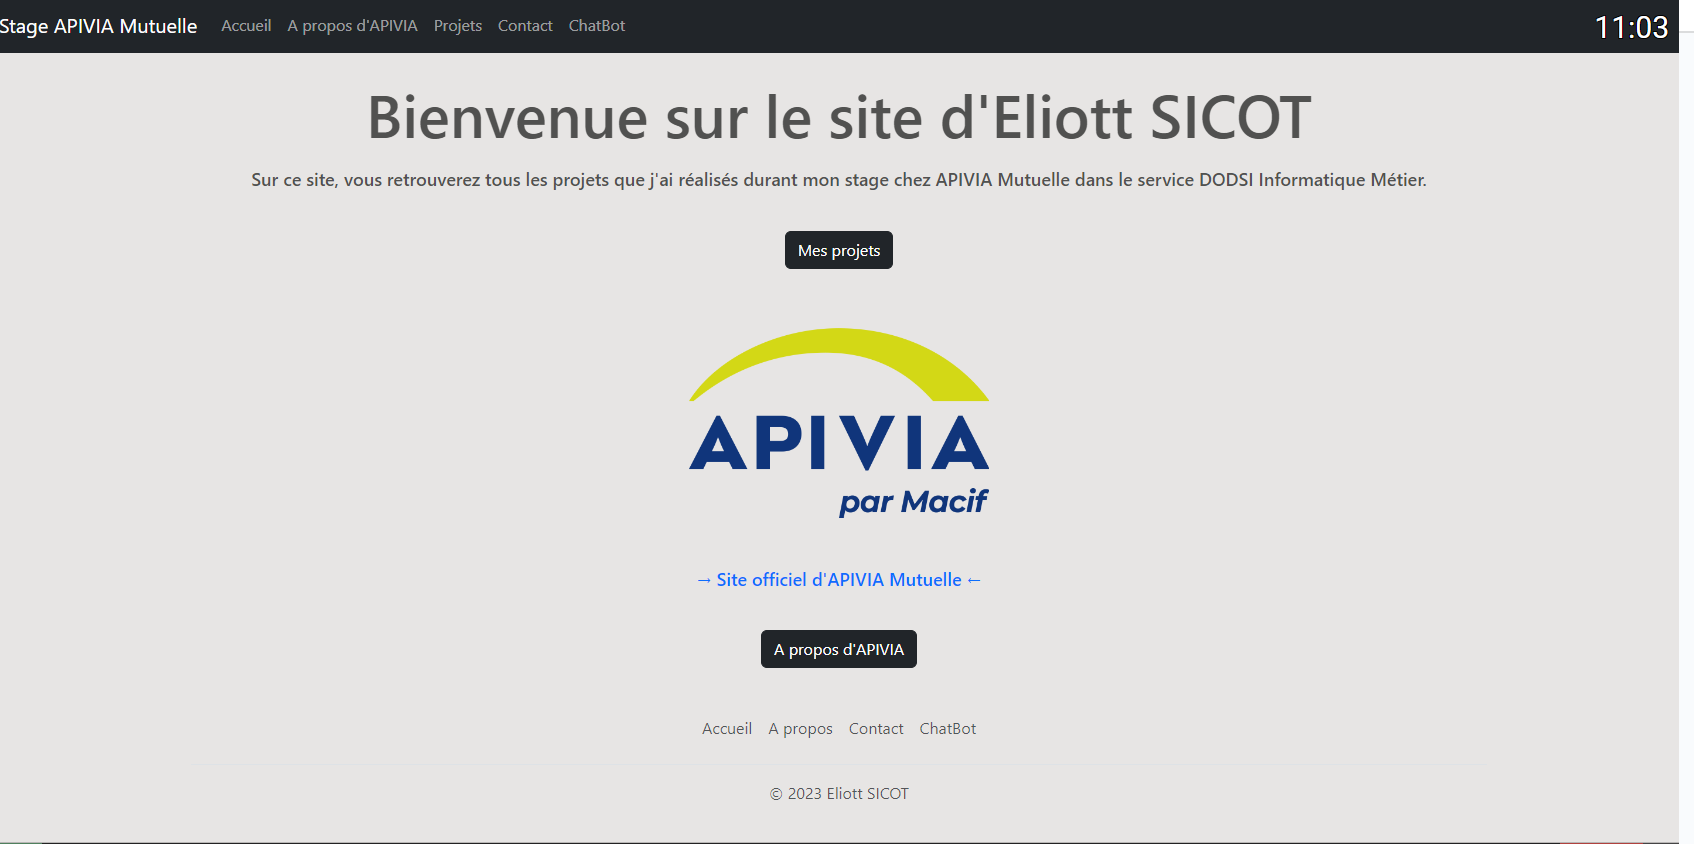 Stage APIVIA Mutuelle Accueil A propos d'APIVIA Projets Contact ChatBot 11:03
Bienvenue sur le site d'Eliott SICOT
Sur ce site, vous retrouverez tous les projets que j'ai réalisés durant mon stage chez APIVIA Mutuelle dans le service DODSI Informatique Métier.
Mes projets
APIVIA
par Macif
→ Site officiel d'APIVIA Mutuelle ←
A propos d'APIVIA
Accueil A propos Contact ChatBot
© 2023 Eliott SICOT